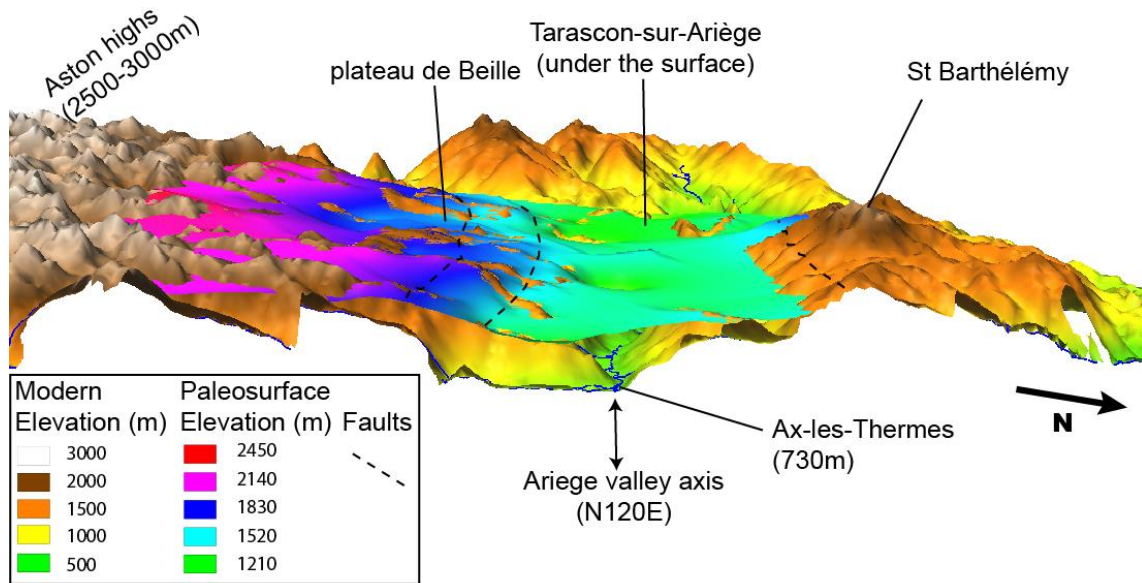 Aston highs
(2500-3000m)
plateau de Beille
Tarascon-sur-Ariège
(under the surface)
St Barthélémy
N
Ax-les-Thermes
(730m)
Ariege valley axis
(N120E)
Modern
Elevation (m)
3000
2000
1500
1000
500
Paleosurface
Elevation (m)
2450
2140
1830
1520
1210
Faults